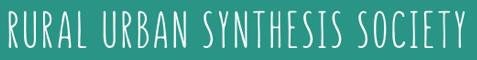 RURAL URBAN SYNTHESIS SOCIETY